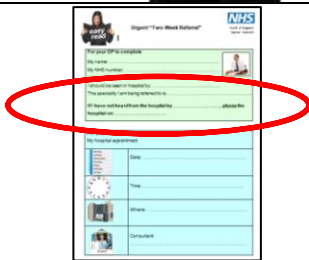 easy read
!
Urgent "Two-Week Referral"
NHS
For your GP to complete
My name
My NHS number
I should be seen in hospital by
The speciality I am being referred to is
If I have not heard from the hospital by .......................... please the
hospital on..........................
My hospital appointment
Date
Time
Where
Consultant